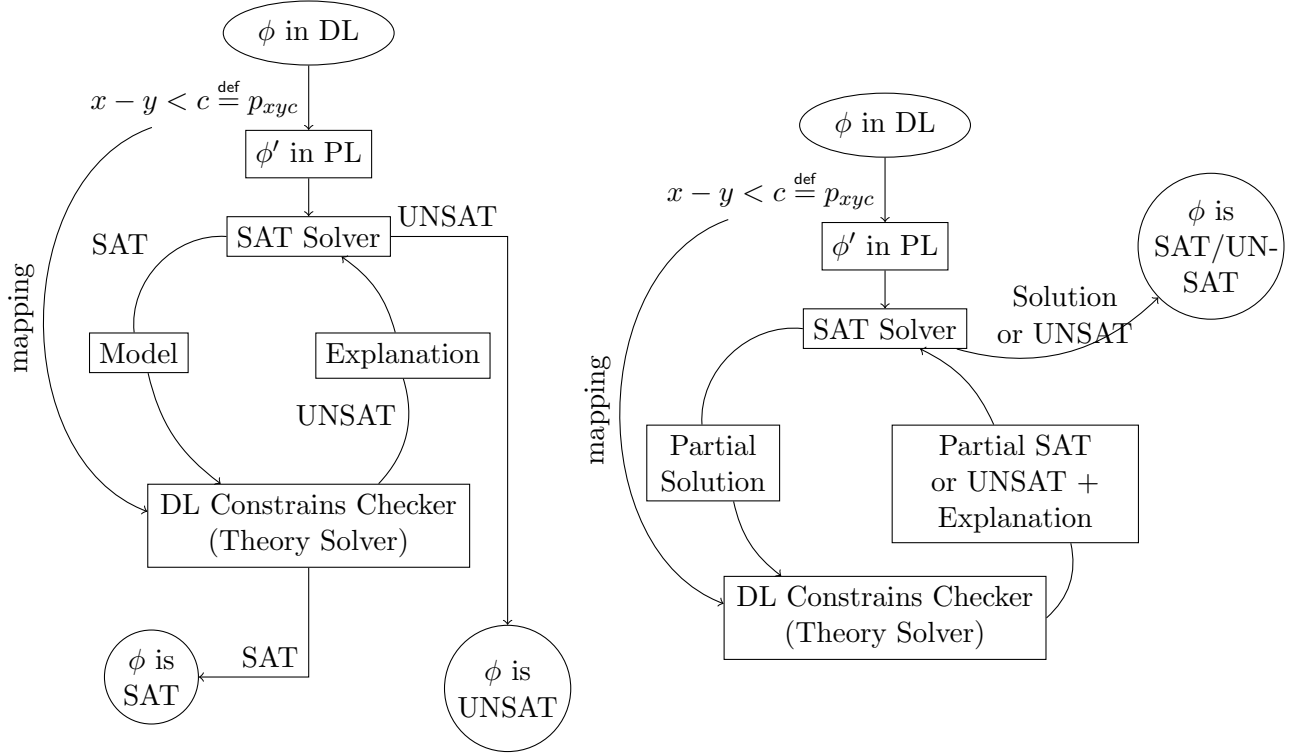 ϕ in DL
x − y < c def= p_xyc
ϕ′ in PL
SAT Solver
UNSAT
SAT
mapping
Model
Explanation
UNSAT
DL Constrains Checker
(Theory Solver)
SAT
ϕ is
SAT
ϕ is
UNSAT
ϕ in DL
x − y < c def= p_xyc
ϕ′ in PL
SAT Solver
Solution
or UNSAT
ϕ is
SAT/UN-
SAT
mapping
Partial
Solution
Partial SAT
or UNSAT +
Explanation
DL Constrains Checker
(Theory Solver)